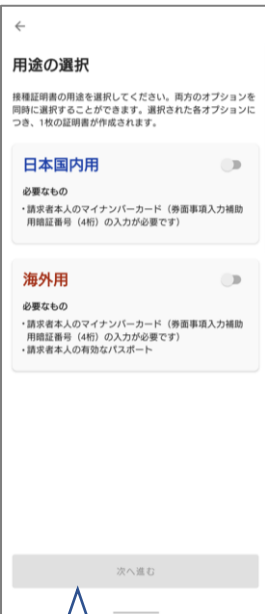 用途の選択
接種証明書の用途を選択してください。両方のオプションを
同時に選択することができます。選択された各オプションに
つき、1枚の証明書が作成されます。
日本国内用
必要なもの
・請求者本人のマイナンバーカード（券面事項入力補助
用暗証番号（4桁）の入力が必要です）
海外用
必要なもの
・請求者本人のマイナンバーカード（券面事項入力補助
用暗証番号（4桁）の入力が必要です）
・請求者本人の有効なパスポート
次へ進む